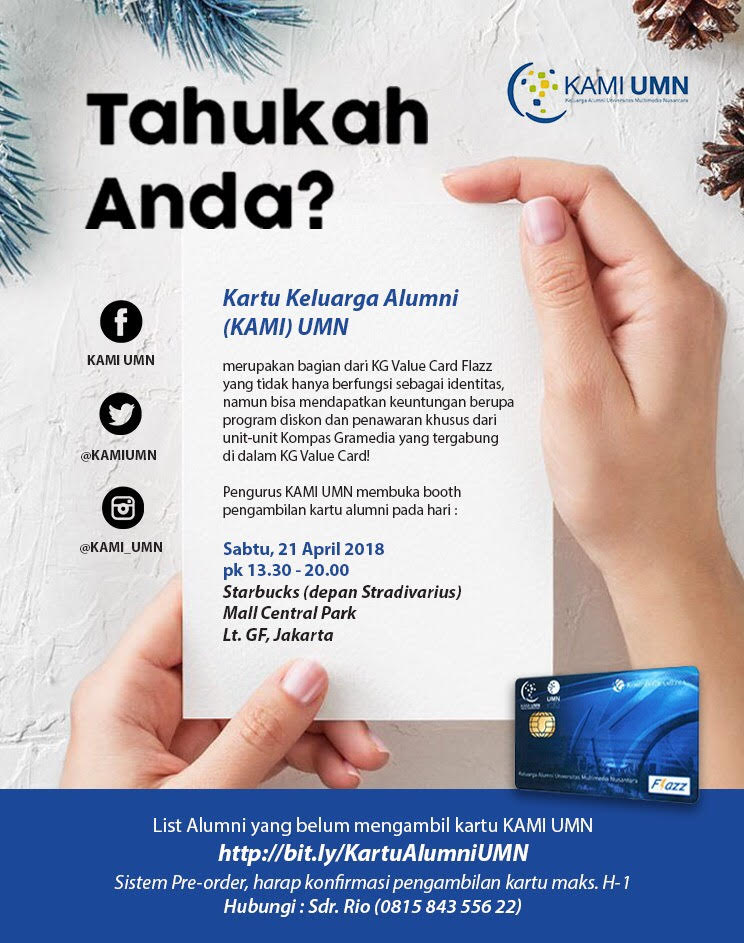 KAMI UMN
Keluarga Alumni Universitas Multimedia Nusantara
Tahukah
Anda?
KAMI UMN
@KAMIUMN
@KAMI_UMN
Kartu Keluarga Alumni
(KAMI) UMN
merupakan bagian dari KG Value Card Flazz
yang tidak hanya berfungsi sebagai identitas,
namun bisa mendapatkan keuntungan berupa
program diskon dan penawaran khusus dari
unit-unit Kompas Gramedia yang tergabung
di dalam KG Value Card!
Pengurus KAMI UMN membuka booth
pengambilan kartu alumni pada hari :
Sabtu, 21 April 2018
pk 13.30 - 20.00
Starbucks (depan Stradivarius)
Mall Central Park
Lt. GF, Jakarta
KAMI UMN
UMN
Keluarga Alumni Universitas Multimedia Nusantara
Flazz
List Alumni yang belum mengambil kartu KAMI UMN
http://bit.ly/KartuAlumniUMN
Sistem Pre-order, harap konfirmasi pengambilan kartu maks. H-1
Hubungi : Sdr. Rio (0815 843 556 22)